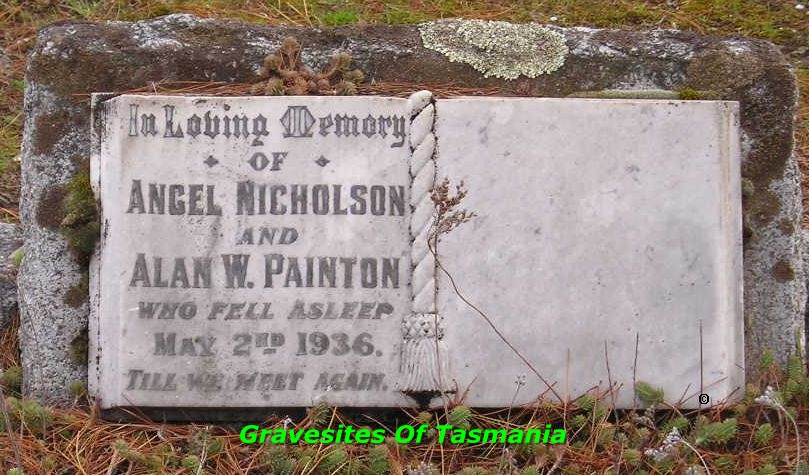 In Loving Memory
OF
ANGEL NICHOLSON
AND
ALAN W. PAINTON
WHO FELL ASLEEP
MAY 2ND 1936.
TILL WE MEET AGAIN.
©
Gravesites Of Tasmania